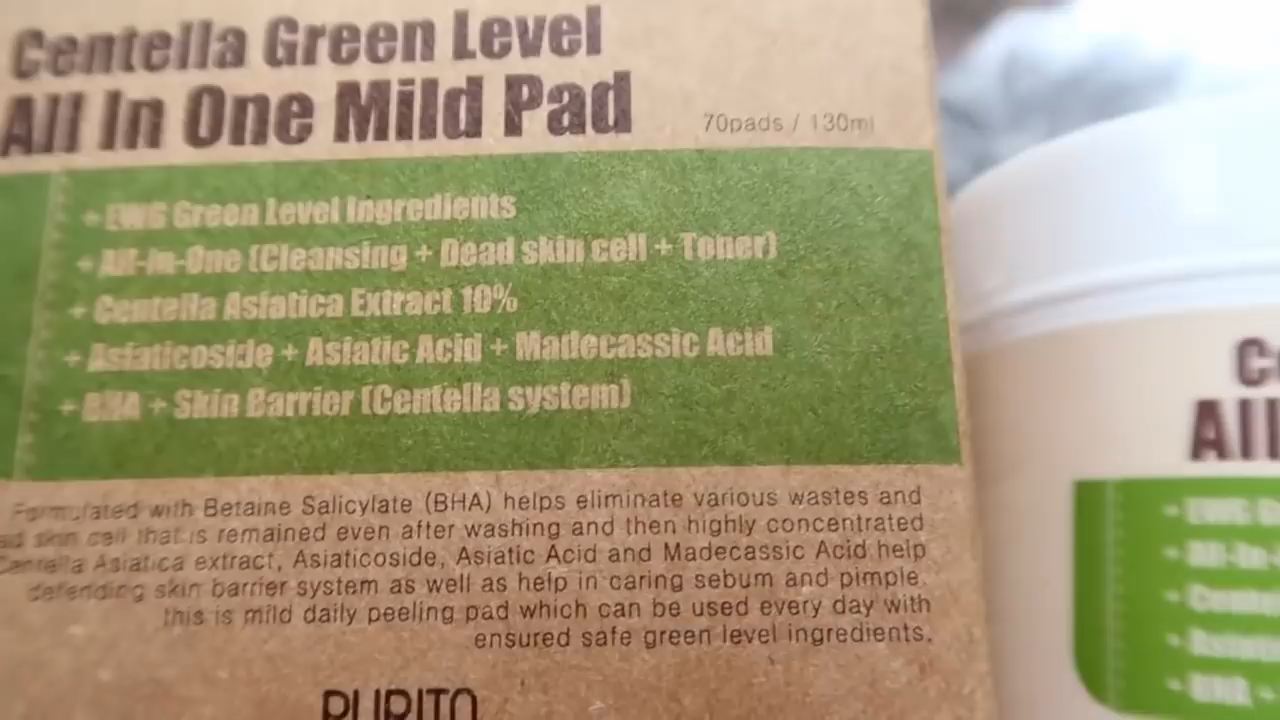 Centella Green Level
All In One Mild Pad
70pads / 130ml
+ EWG Green Level Ingredients
+ All-In-One (Cleansing + Dead skin cell + Toner)
+ Centella Asiatica Extract 10%
+ Asiaticoside + Asiatic Acid + Madecassic Acid
+ BHA + Skin Barrier (Centella system)
Formulated with Betaine Salicylate (BHA) helps eliminate various wastes and
skin cell that is remained even after washing and then highly concentrated
Centella Asiatica extract, Asiaticoside, Asiatic Acid and Madecassic Acid help
defending skin barrier system as well as help in caring sebum and pimple.
this is mild daily peeling pad which can be used every day with
ensured safe green level ingredients.
PURITO
All